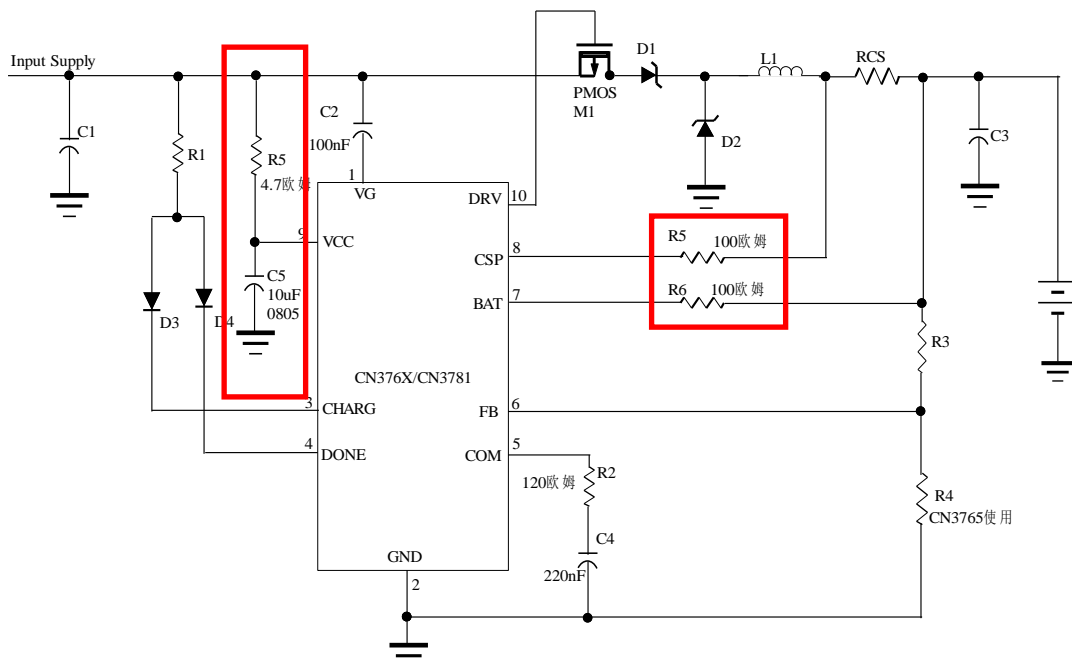 Input Supply
C1
R1
R5
4.7欧姆
C2
100nF
PMOS
M1
D1
D2
L1
RCS
C3
1
VG
DRV
10
9
VCC
C5
10uF
0805
D3
D4
CSP
8
R5
100欧姆
BAT
7
R6
100欧姆
R3
CN376X/CN3781
3
CHARG
FB
6
4
DONE
COM
5
R2
120欧姆
R4
CN3765使用
C4
220nF
GND
2